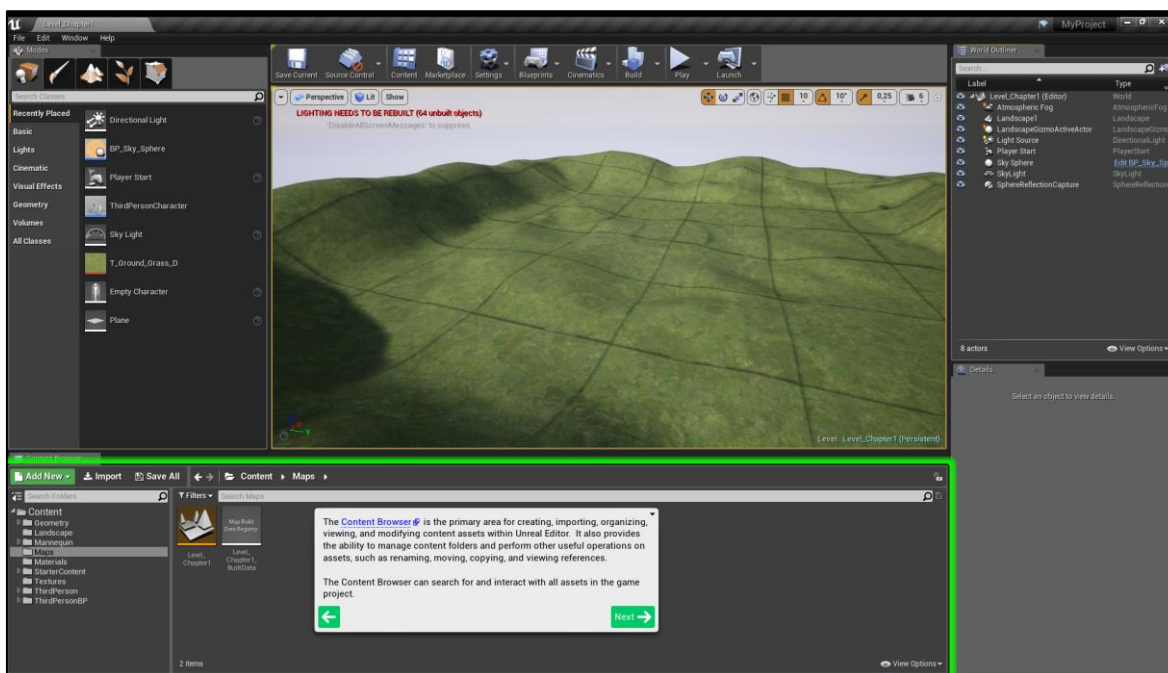 Level_Chapter1
MyProject
File Edit Window Help
Modes
Search Classes
Recently Placed
Basic
Lights
Cinematic
Visual Effects
Geometry
Volumes
All Classes
Directional Light
BP_Sky_Sphere
Player Start
ThirdPersonCharacter
Sky Light
T_Ground_Grass_D
Empty Character
Plane
Save Current Source Control Content Marketplace Settings Blueprints Cinematics Build Play Launch
Perspective Lit Show
10 10° 0,25 6
LIGHTING NEEDS TO BE REBUILT (64 unbuilt objects)
'DisableAllScreenMessages' to suppress
Level: Level_Chapter1 (Persistent)
World Outliner
Search...
Label Type
Level_Chapter1 (Editor) World
Atmospheric Fog AtmosphericFog
Landscape1 Landscape
LandscapeGizmoActiveActor LandscapeGizm
Light Source DirectionalLight
Player Start PlayerStart
Sky Sphere Edit BP_Sky_Sp
SkyLight SkyLight
SphereReflectionCapture SphereReflection
8 actors View Options
Details
Select an object to view details.
Content Browser
Add New Import Save All Content Maps
Search Folders
Filters Search Maps
Content
Geometry
Landscape
Mannequin
Maps
Materials
StarterContent
Textures
ThirdPerson
ThirdPersonBP
Level_
Chapter1
Map Build
Data Registry
Level_
Chapter1_
BuiltData
The Content Browser is the primary area for creating, importing, organizing,
viewing, and modifying content assets within Unreal Editor. It also provides
the ability to manage content folders and perform other useful operations on
assets, such as renaming, moving, copying, and viewing references.
The Content Browser can search for and interact with all assets in the game
project.
Next
2 items
View Options